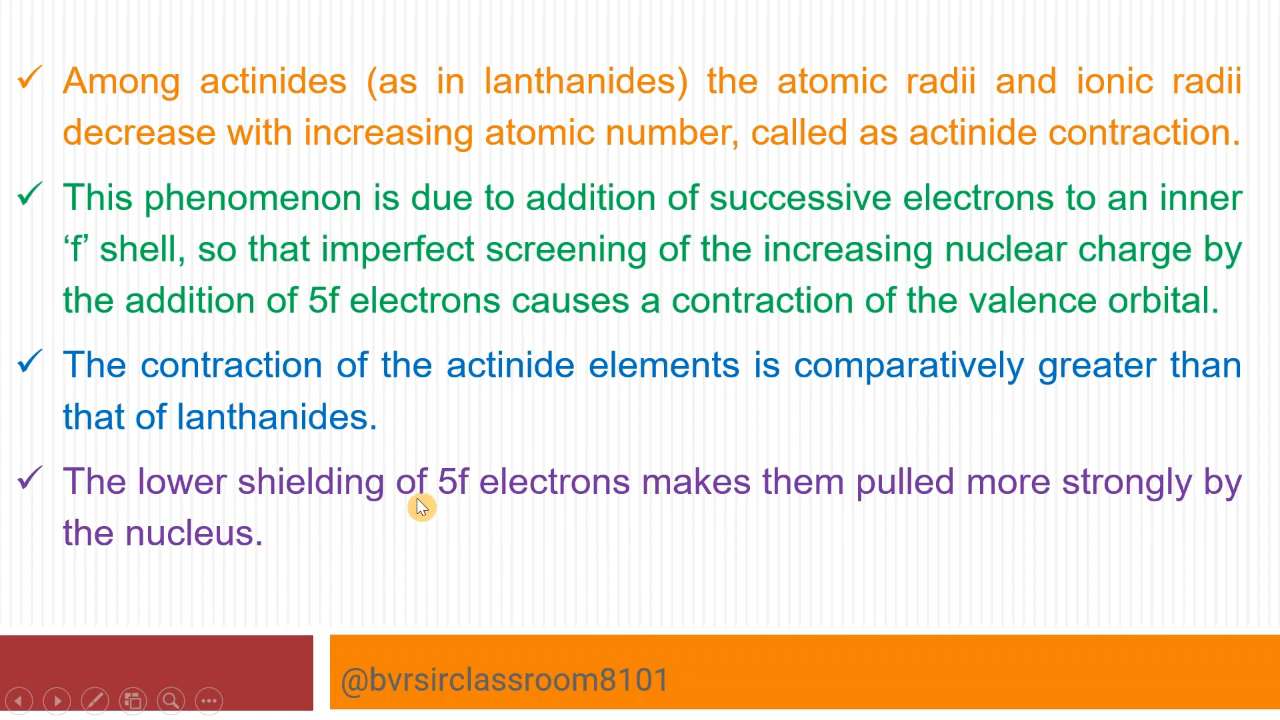 ✓ Among actinides (as in lanthanides) the atomic radii and ionic radii
decrease with increasing atomic number, called as actinide contraction.
✓ This phenomenon is due to addition of successive electrons to an inner
‘f’ shell, so that imperfect screening of the increasing nuclear charge by
the addition of 5f electrons causes a contraction of the valence orbital.
✓ The contraction of the actinide elements is comparatively greater than
that of lanthanides.
✓ The lower shielding of 5f electrons makes them pulled more strongly by
the nucleus.
@bvrsirclassroom8101